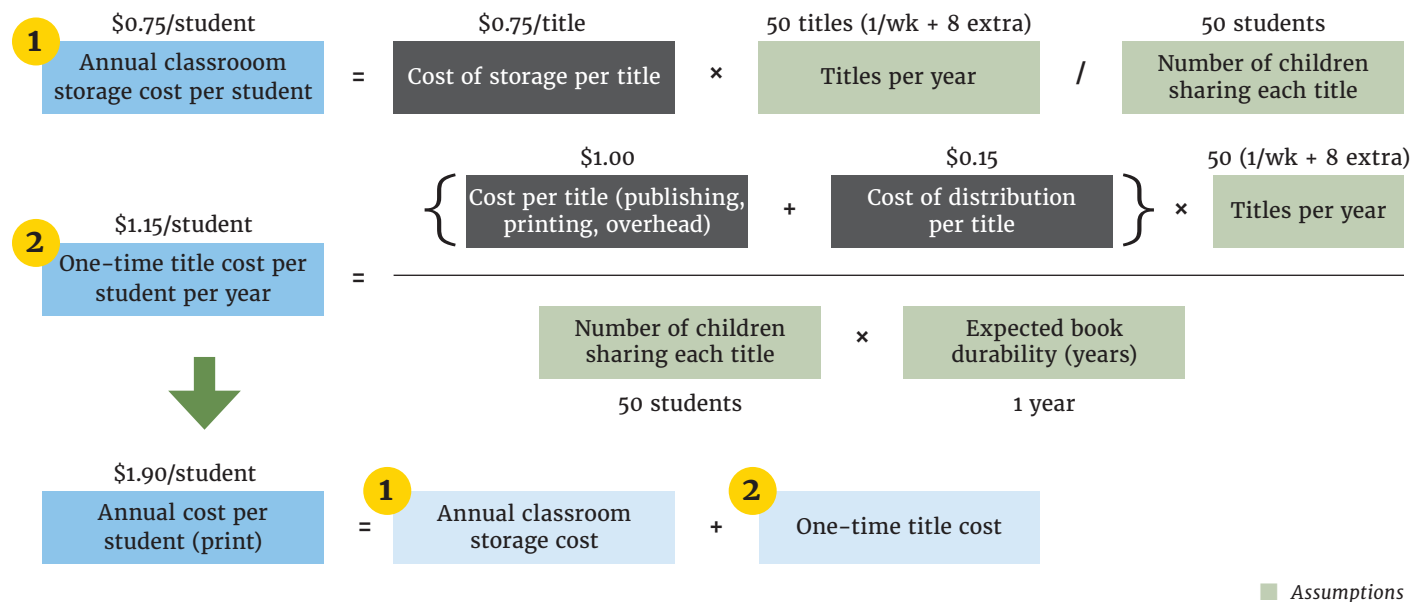 $0.75/student
$0.75/title
50 titles (1/wk + 8 extra)
50 students
1
Annual classrooom
storage cost per student
=
Cost of storage per title
×
Titles per year
/
Number of children
sharing each title
$1.00
$0.15
50 (1/wk + 8 extra)
{
Cost per title (publishing,
printing, overhead)
+
Cost of distribution
per title
}
×
Titles per year
$1.15/student
2
One-time title cost per
student per year
=
Number of children
sharing each title
×
Expected book
durability (years)
50 students
1 year
$1.90/student
Annual cost per
student (print)
=
1
Annual classroom
storage cost
+
2
One-time title cost
Assumptions